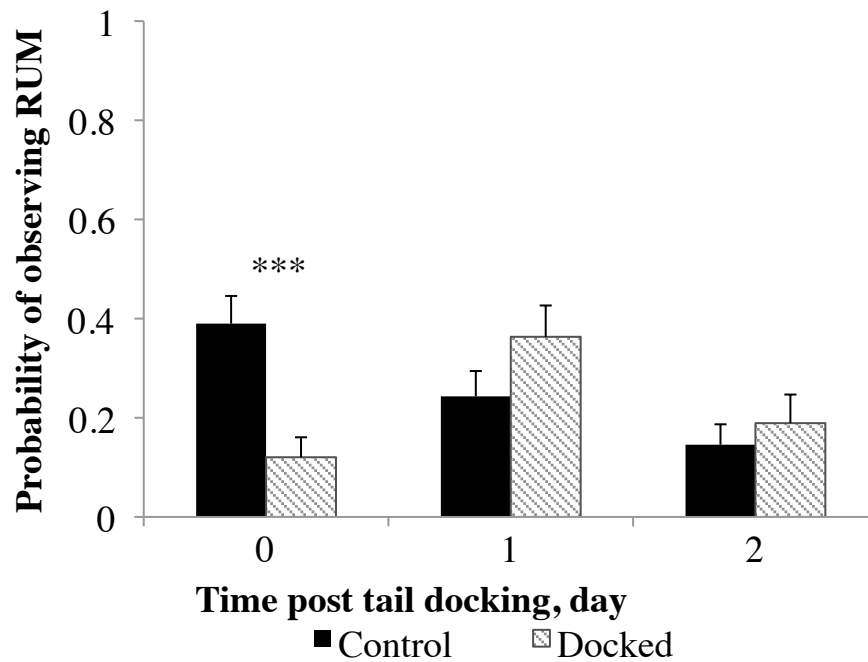 Probability of observing RUM
1
0.8
0.6
0.4
0.2
0
***
0 1 2
Time post tail docking, day
Control Docked